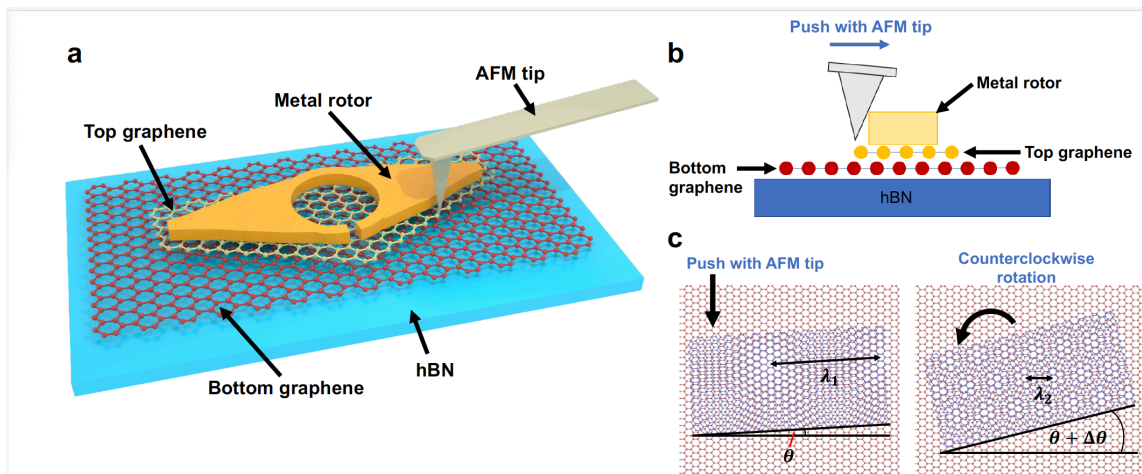 a
AFM tip
Metal rotor
Top graphene
Bottom graphene
hBN
b
Push with AFM tip
Metal rotor
Top graphene
Bottom
graphene
hBN
c
Push with AFM tip
λ₁
θ
Counterclockwise
rotation
λ₂
θ + Δθ